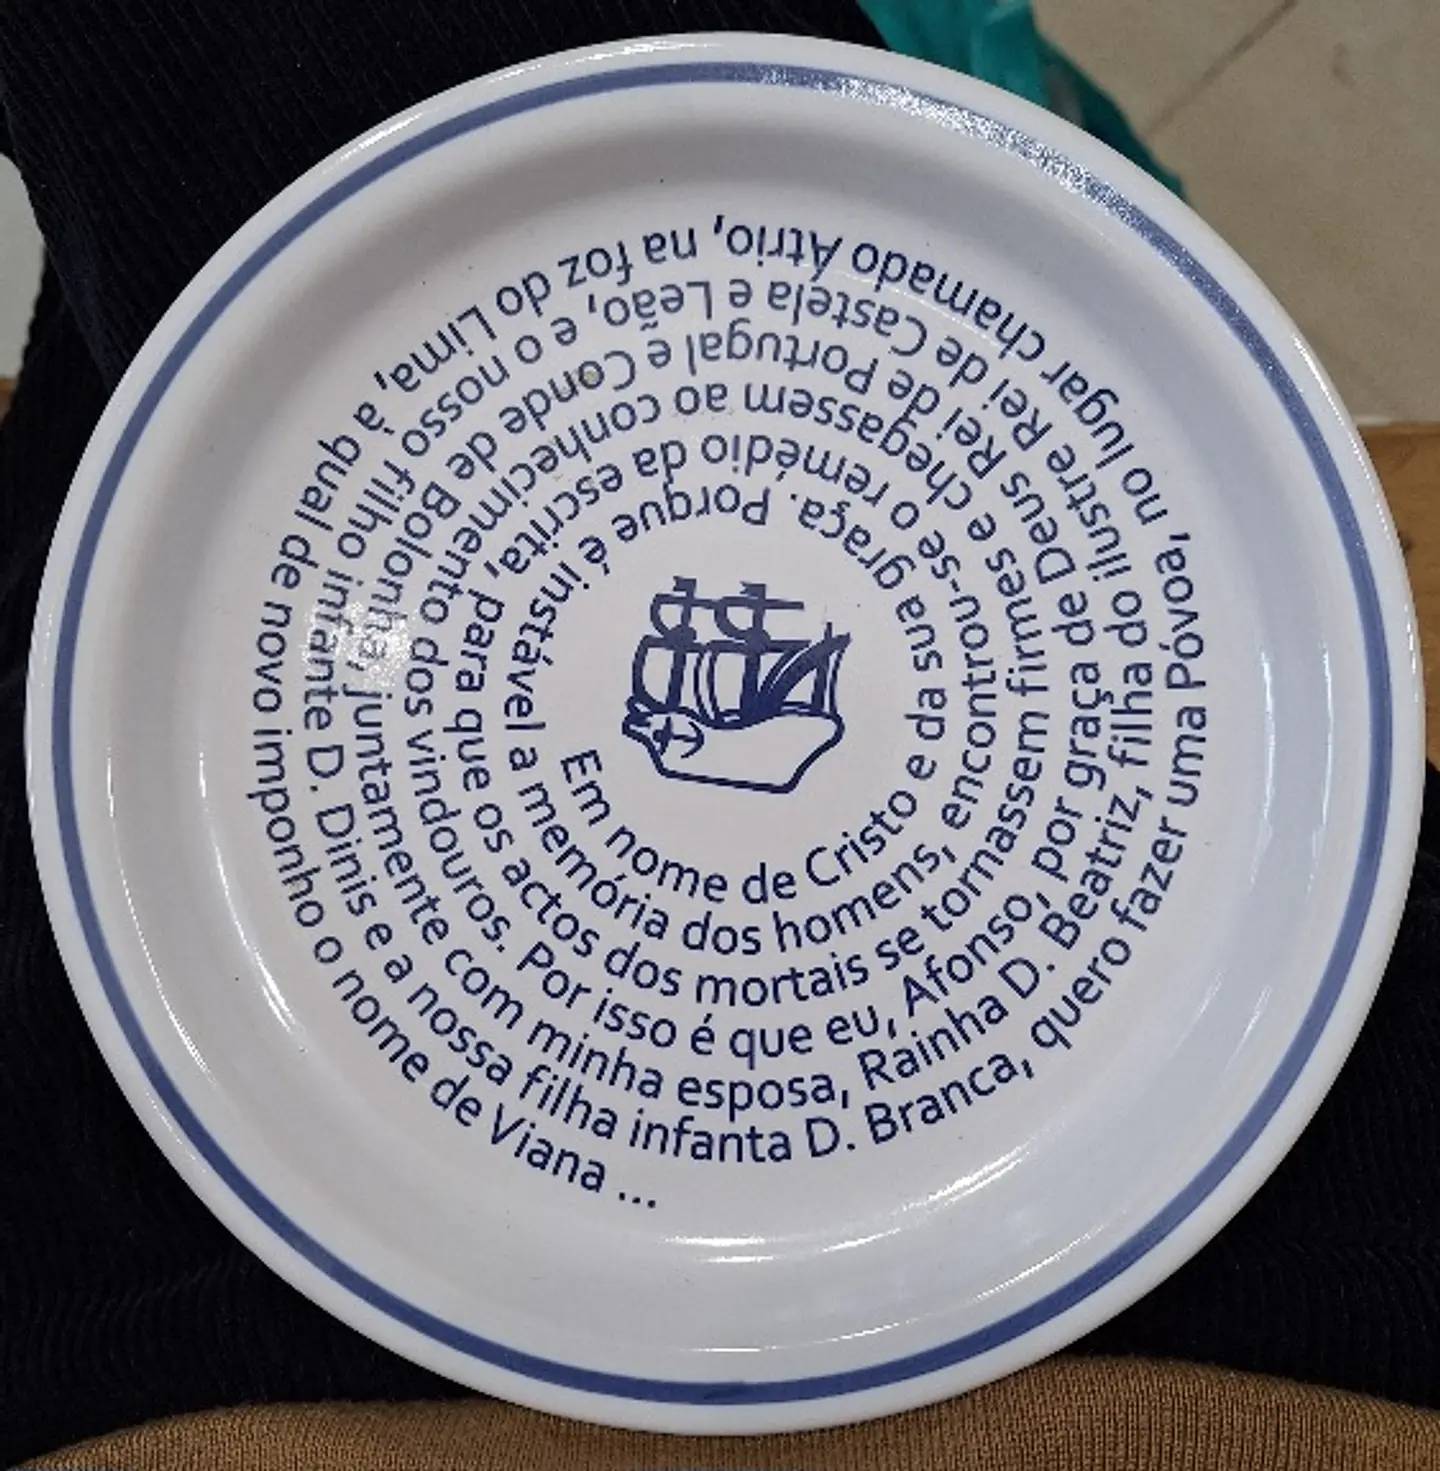 Em nome de Cristo e da sua graça. Porque é instável a memória dos homens, encontrou-se o remédio da escrita, para que os actos dos mortais se tornassem firmes e chegassem ao conhecimento dos vindouros. Por isso é que eu, Afonso, por graça de Deus Rei de Portugal e Conde de Bolonha, juntamente com minha esposa, Rainha D. Beatriz, filha do ilustre Rei de Castela e Leão, e o nosso filho infante D. Dinis e a nossa filha infanta D. Branca, quero fazer uma Póvoa, no lugar chamado Átrio, na foz do Lima, à qual de novo imponho o nome de Viana ...